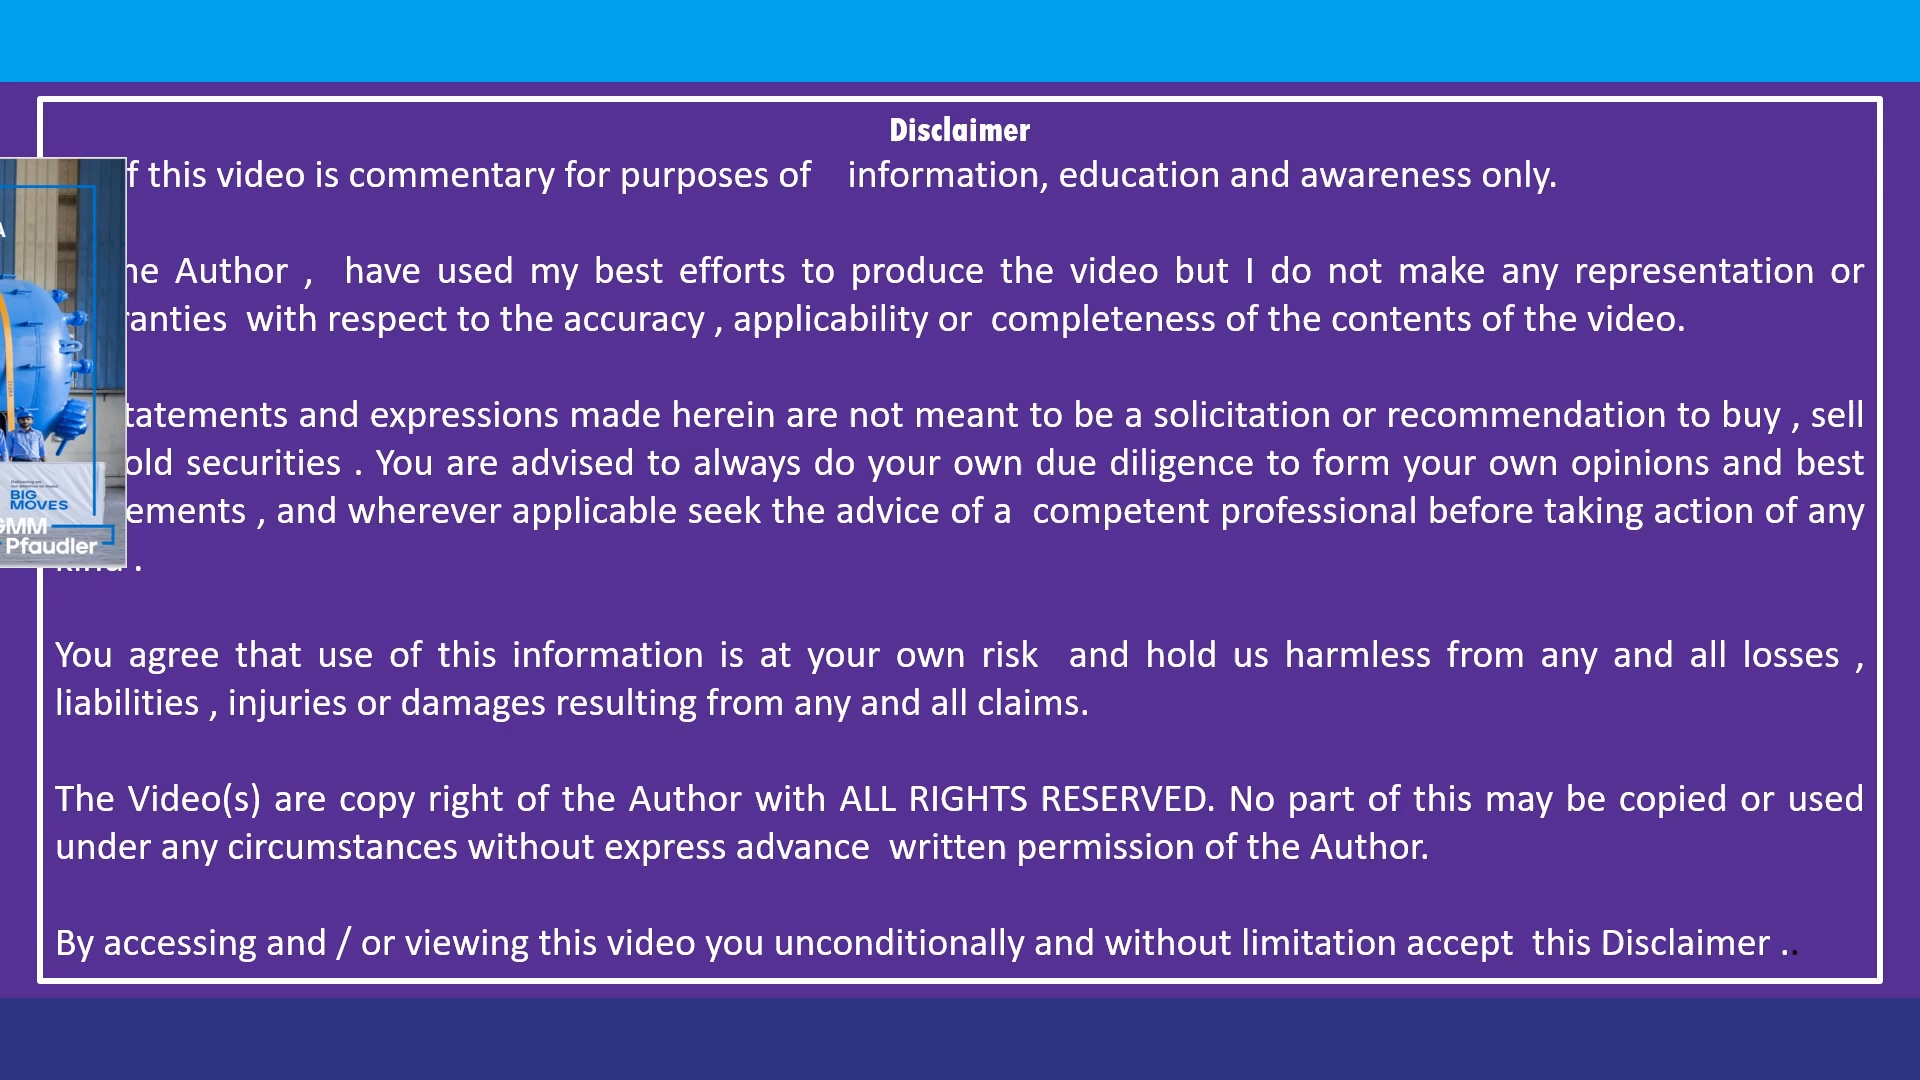 Disclaimer
f this video is commentary for purposes of information, education and awareness only.
he Author , have used my best efforts to produce the video but I do not make any representation or
ranties with respect to the accuracy , applicability or completeness of the contents of the video.
tatements and expressions made herein are not meant to be a solicitation or recommendation to buy , sell
old securities . You are advised to always do your own due diligence to form your own opinions and best
ements , and wherever applicable seek the advice of a competent professional before taking action of any
kind .
You agree that use of this information is at your own risk and hold us harmless from any and all losses ,
liabilities , injuries or damages resulting from any and all claims.
The Video(s) are copy right of the Author with ALL RIGHTS RESERVED. No part of this may be copied or used
under any circumstances without express advance written permission of the Author.
By accessing and / or viewing this video you unconditionally and without limitation accept this Disclaimer ..
A
BIG
MOVES
GMM
Pfaudler